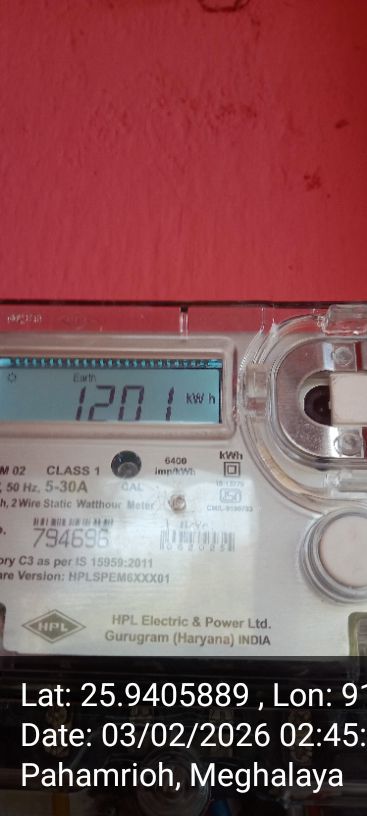 Earth
1201 kWh
M 02 CLASS 1 6400 imp/kWh kWh
, 50 Hz, 5-30A CAL
h, 2 Wire Static Watthour Meter
794696
ory C3 as per IS 15959:2011
are Version: HPLSPEM6XXX01
HPL
HPL Electric & Power Ltd.
Gurugram (Haryana) INDIA
Lat: 25.9405889 , Lon: 91
Date: 03/02/2026 02:45:
Pahamrioh, Meghalaya